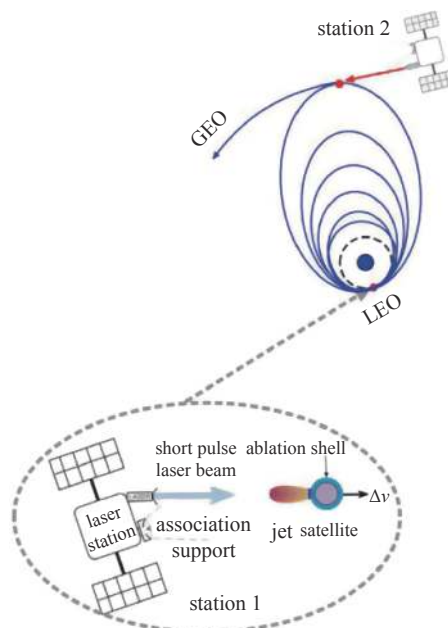 station 2
GEO
LEO
short pulse
laser beam
ablation shell
laser
station
association
support
jet
satellite
Δv
station 1